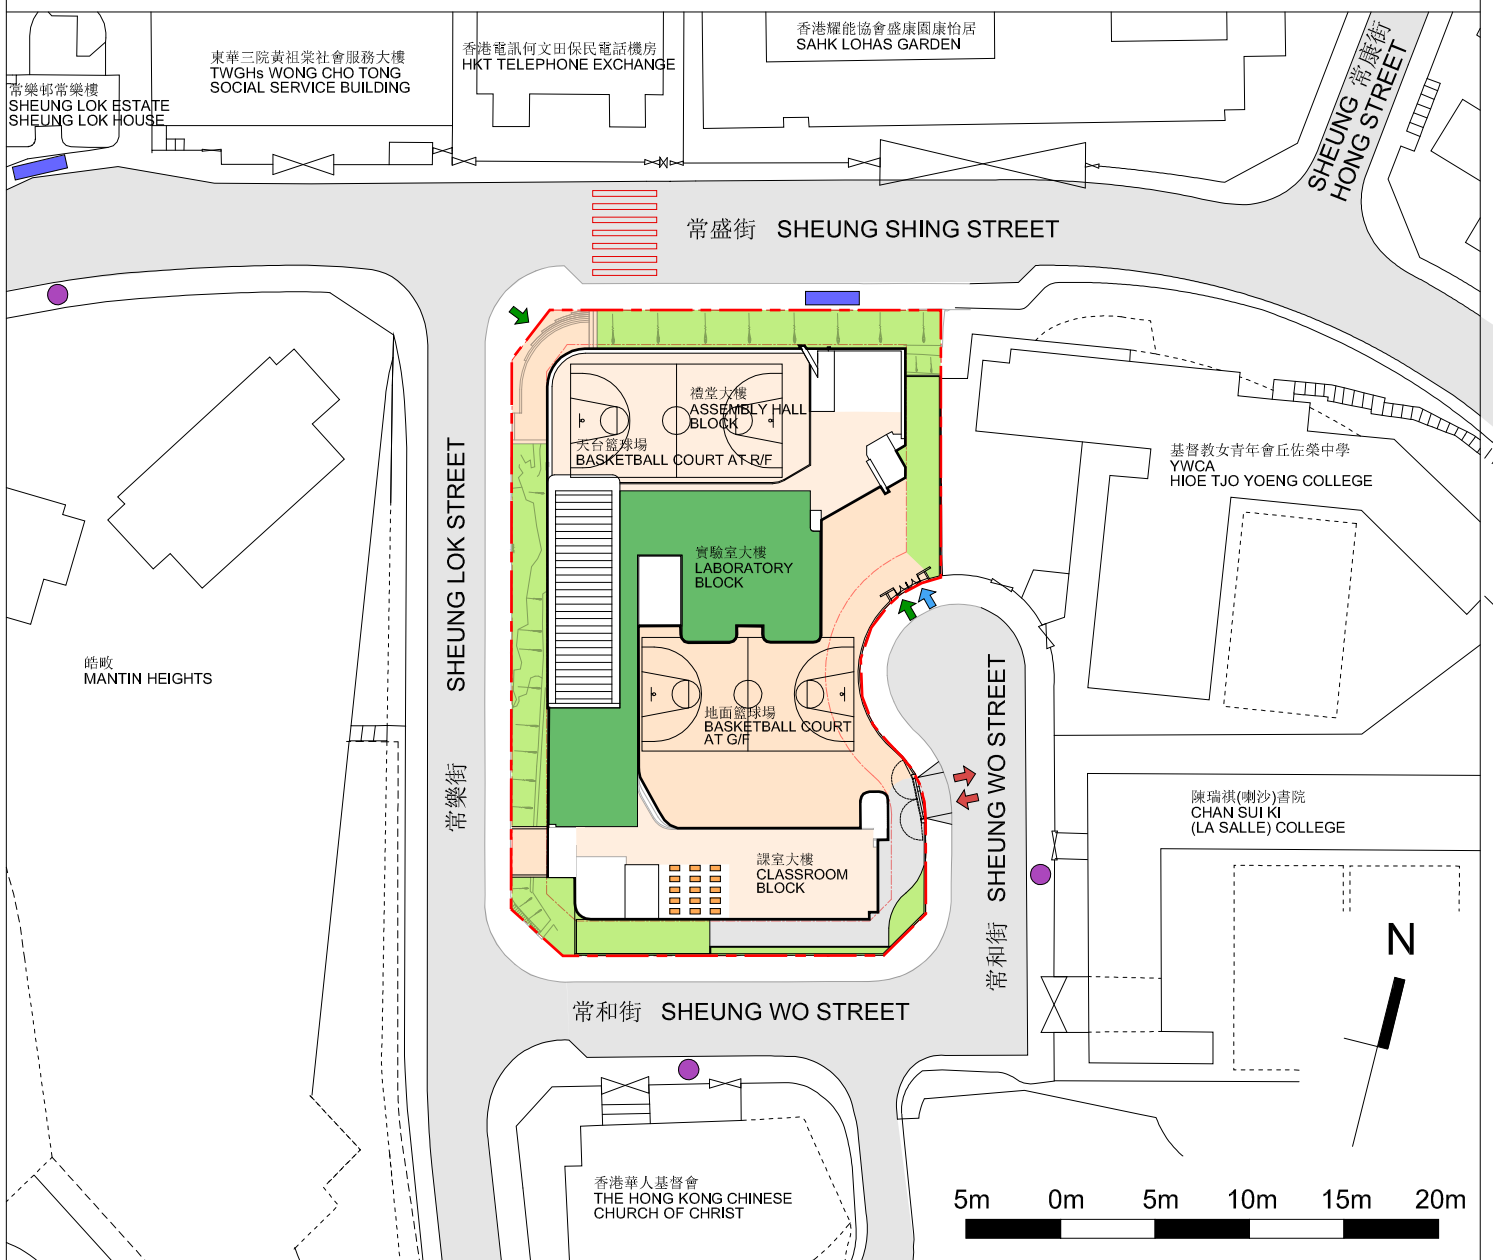 東華三院黃祖棠社會服務大樓
TWGHs WONG CHO TONG
SOCIAL SERVICE BUILDING
香港電訊何文田保民電話機房
HKT TELEPHONE EXCHANGE
香港耀能協會盛康園康怡居
SAHK LOHAS GARDEN
常康街
SHEUNG HONG STREET
常樂邨常樂樓
SHEUNG LOK ESTATE
SHEUNG LOK HOUSE
常盛街 SHEUNG SHING STREET
禮堂大樓
ASSEMBLY HALL
BLOCK
天台籃球場
BASKETBALL COURT AT R/F
基督教女青年會丘佐榮中學
YWCA
HIOE TJO YOENG COLLEGE
實驗室大樓
LABORATORY
BLOCK
SHEUNG LOK STREET
常樂街
皓畋
MANTIN HEIGHTS
地面籃球場
BASKETBALL COURT
AT G/F
SHEUNG WO STREET
常和街
陳瑞祺(喇沙)書院
CHAN SUI KI
(LA SALLE) COLLEGE
課室大樓
CLASSROOM
BLOCK
N
常和街 SHEUNG WO STREET
香港華人基督會
THE HONG KONG CHINESE
CHURCH OF CHRIST
5m 0m 5m 10m 15m 20m